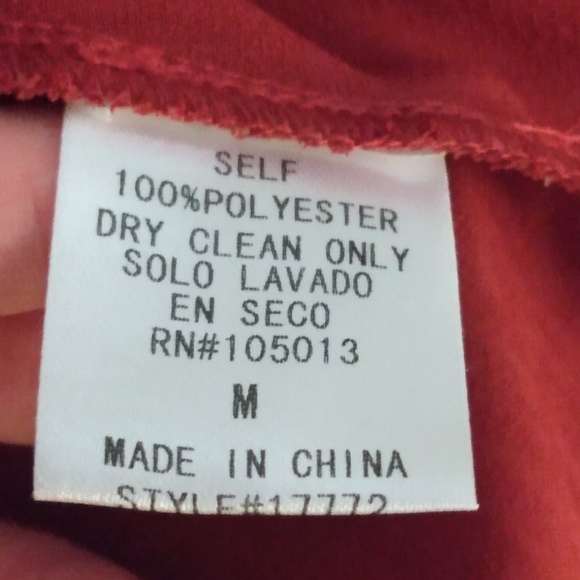 SELF
100%POLYESTER
DRY CLEAN ONLY
SOLO LAVADO
EN SECO
RN#105013
M
MADE IN CHINA
STYLE#17772